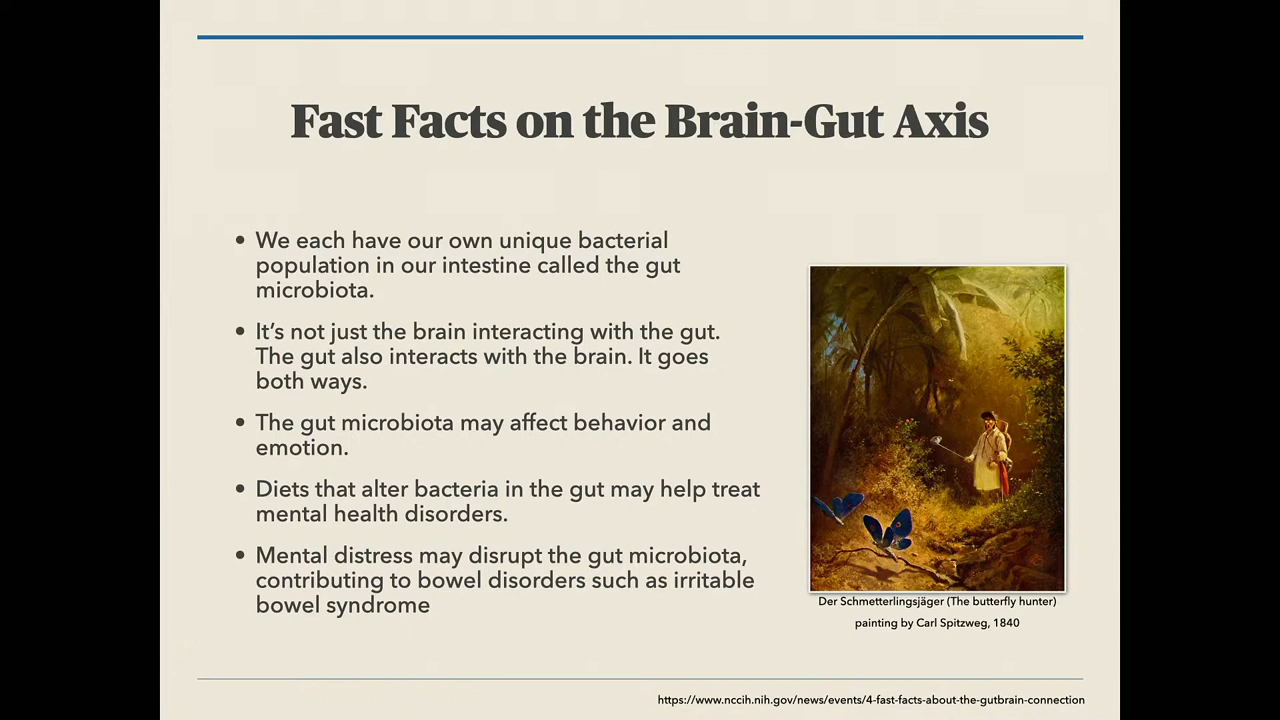 Fast Facts on the Brain-Gut Axis
• We each have our own unique bacterial
population in our intestine called the gut
microbiota.
• It’s not just the brain interacting with the gut.
The gut also interacts with the brain. It goes
both ways.
• The gut microbiota may affect behavior and
emotion.
• Diets that alter bacteria in the gut may help treat
mental health disorders.
• Mental distress may disrupt the gut microbiota,
contributing to bowel disorders such as irritable
bowel syndrome
Der Schmetterlingsjäger (The butterfly hunter)
painting by Carl Spitzweg, 1840
https://www.nccih.nih.gov/news/events/4-fast-facts-about-the-gutbrain-connection